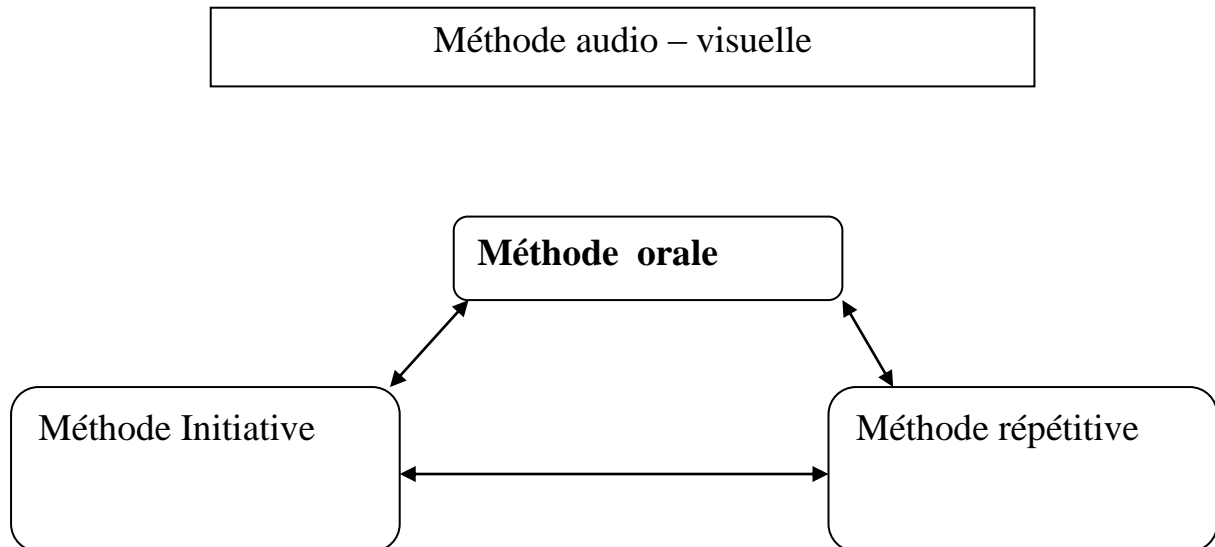 Méthode audio – visuelle
Méthode orale
Méthode Initiative
Méthode répétitive